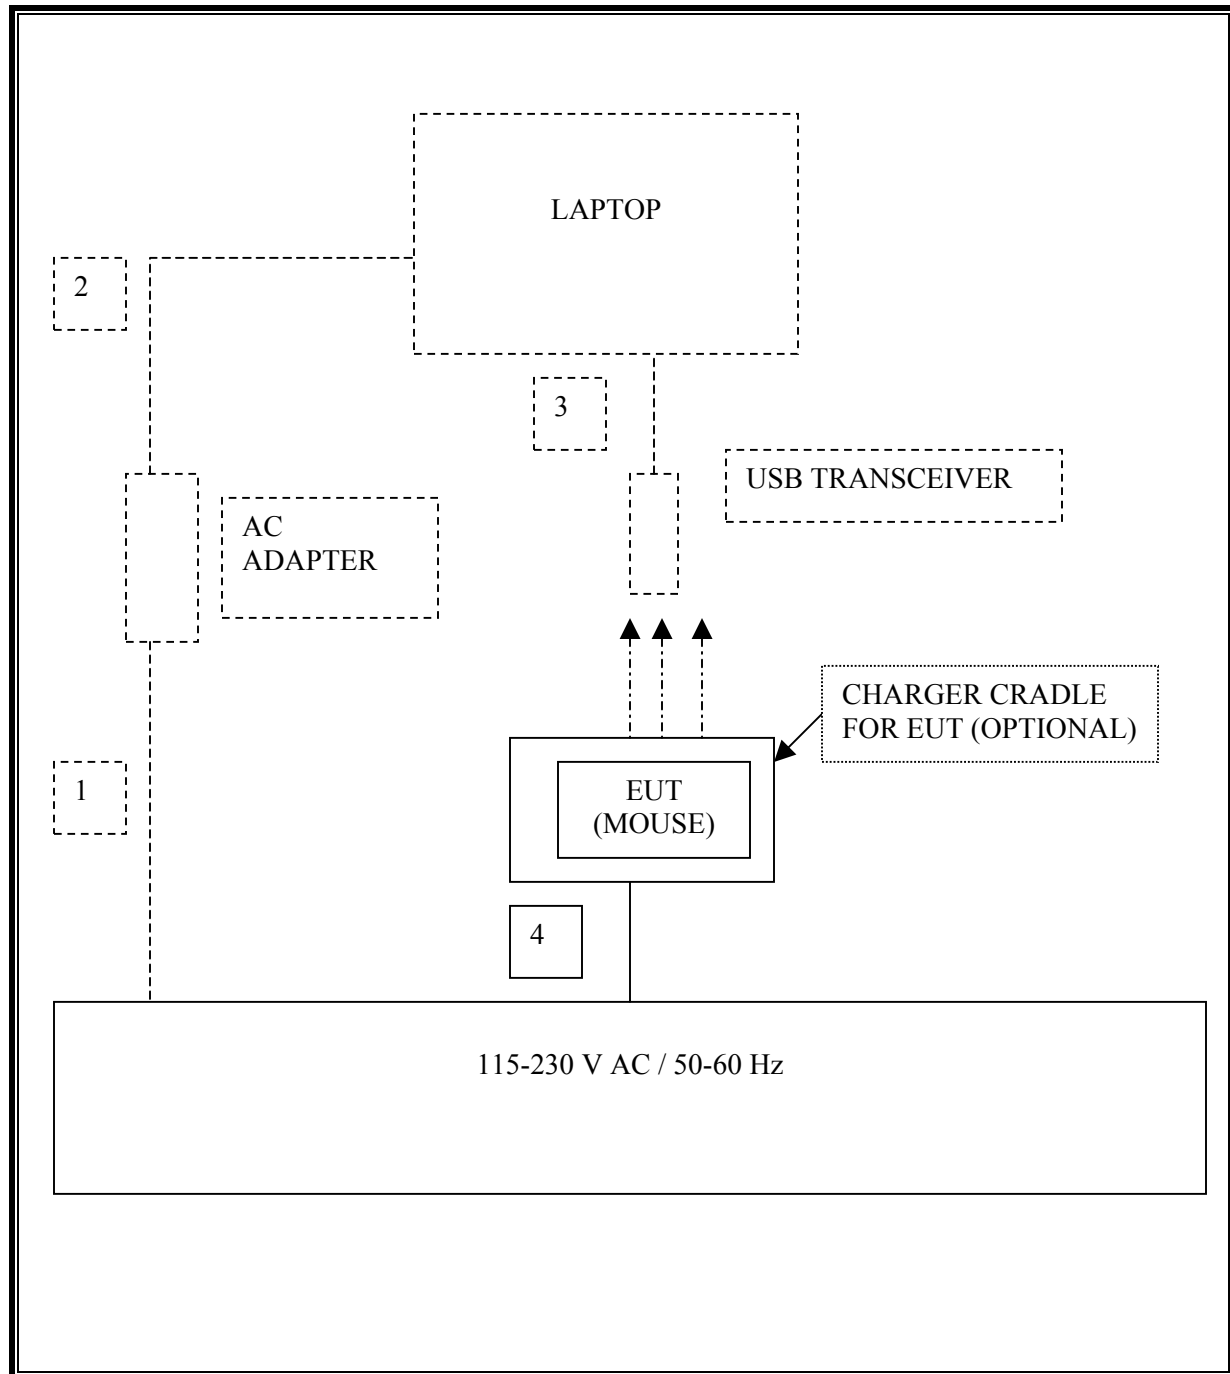 LAPTOP
2
3
USB TRANSCEIVER
AC
ADAPTER
CHARGER CRADLE
FOR EUT (OPTIONAL)
1
EUT
(MOUSE)
4
115-230 V AC / 50-60 Hz